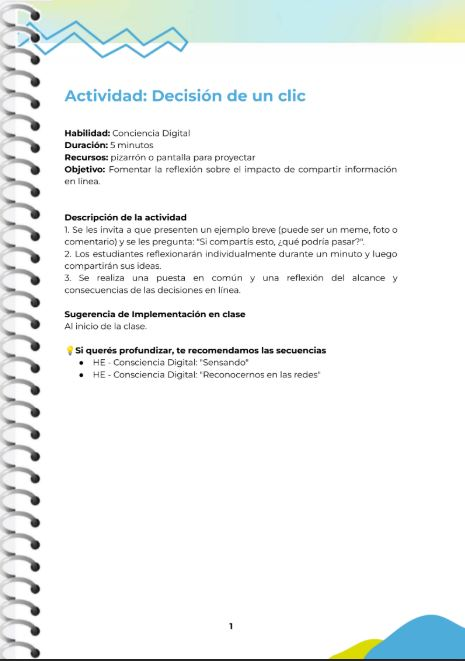 Actividad: Decisión de un clic
Habilidad: Conciencia Digital
Duración: 5 minutos
Recursos: pizarrón o pantalla para proyectar
Objetivo: Fomentar la reflexión sobre el impacto de compartir información
en línea.
Descripción de la actividad
1. Se les invita a que presenten un ejemplo breve (puede ser un meme, foto o
comentario) y se les pregunta: "Si compartís esto, ¿qué podría pasar?".
2. Los estudiantes reflexionarán individualmente durante un minuto y luego
compartirán sus ideas.
3. Se realiza una puesta en común y una reflexión del alcance y
consecuencias de las decisiones en línea.
Sugerencia de Implementación en clase
Al inicio de la clase.
💡Si querés profundizar, te recomendamos las secuencias
● HE - Consciencia Digital: "Sensando"
● HE - Consciencia Digital: "Reconocernos en las redes"
1